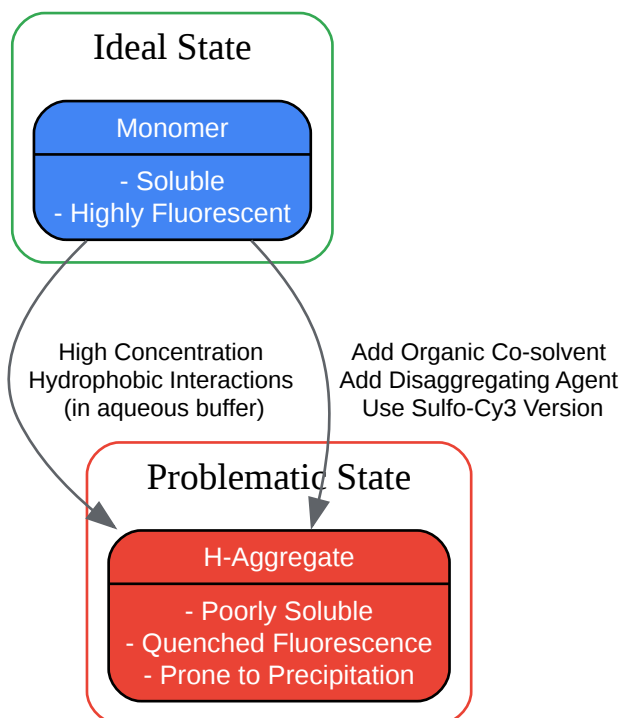 Ideal State
Monomer
- Soluble
- Highly Fluorescent
High Concentration
Hydrophobic Interactions
(in aqueous buffer)
Add Organic Co-solvent
Add Disaggregating Agent
Use Sulfo-Cy3 Version
Problematic State
H-Aggregate
- Poorly Soluble
- Quenched Fluorescence
- Prone to Precipitation